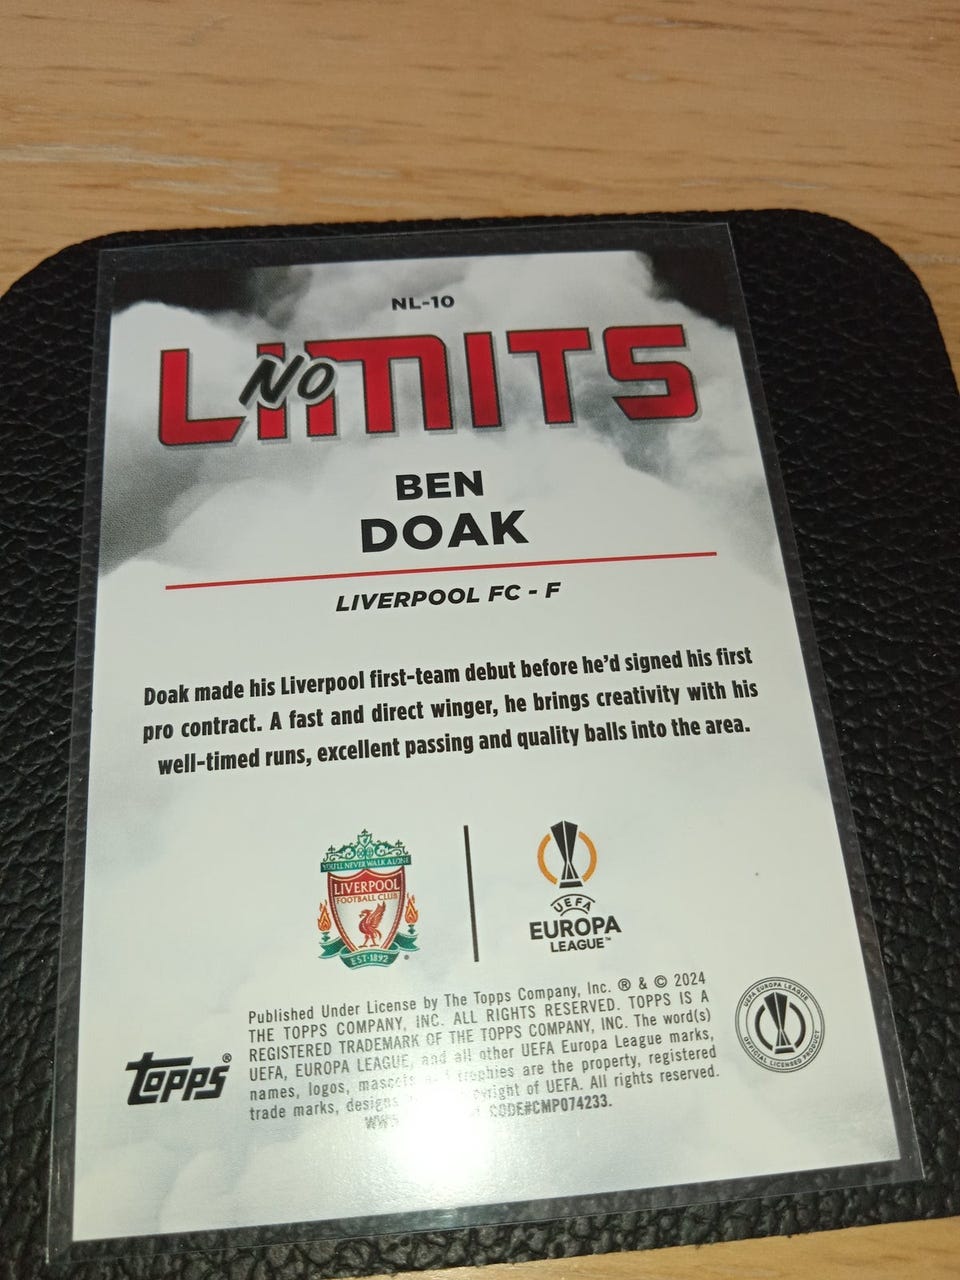 NL-10
NO
LIMITS
BEN
DOAK
LIVERPOOL FC - F
Doak made his Liverpool first-team debut before he'd signed his first
pro contract. A fast and direct winger, he brings creativity with his
well-timed runs, excellent passing and quality balls into the area.
YOU'LL NEVER WALK ALONE
LIVERPOOL
FOOTBALL CLUB
EST·1892
UEFA
EUROPA
LEAGUE™
Published Under License by The Topps Company, Inc. ® & © 2024
THE TOPPS COMPANY, INC. ALL RIGHTS RESERVED. TOPPS IS A
REGISTERED TRADEMARK OF THE TOPPS COMPANY, INC. The word(s)
UEFA, EUROPA LEAGUE, and all other UEFA Europa League marks,
names, logos, mascots and trophies are the property, registered
trade marks, designs of UEFA. All rights reserved.
CODE#CMP074233.
topps®
UEFA EUROPA LEAGUE
OFFICIAL LICENSED PRODUCT